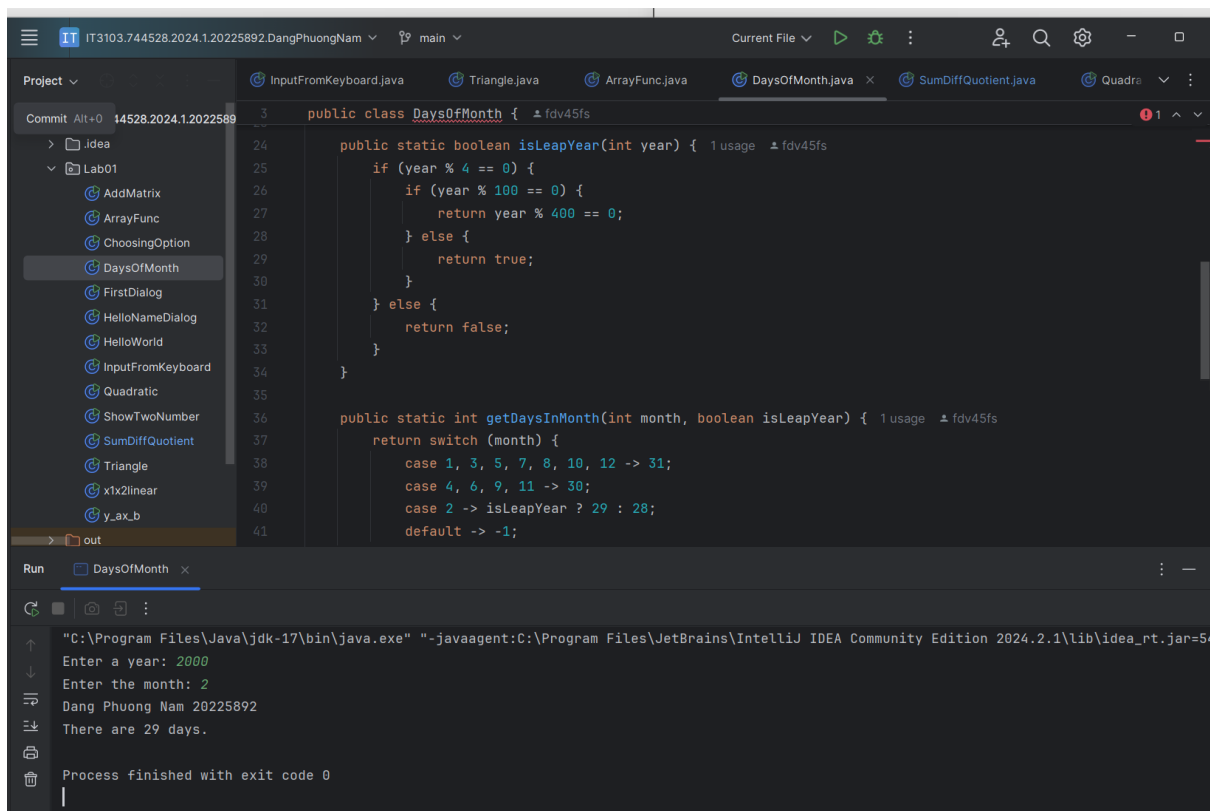 IT IT3103.744528.2024.1.20225892.DangPhuongNam main Current File
Project
InputFromKeyboard.java Triangle.java ArrayFunc.java DaysOfMonth.java SumDiffQuotient.java Quadra
Commit Alt+0 44528.2024.1.2022589
.idea
Lab01
AddMatrix
ArrayFunc
ChoosingOption
DaysOfMonth
FirstDialog
HelloNameDialog
HelloWorld
InputFromKeyboard
Quadratic
ShowTwoNumber
SumDiffQuotient
Triangle
x1x2linear
y_ax_b
out
3 public class DaysOfMonth { fdv45fs 1
24 public static boolean isLeapYear(int year) { 1 usage fdv45fs
25 if (year % 4 == 0) {
26 if (year % 100 == 0) {
27 return year % 400 == 0;
28 } else {
29 return true;
30 }
31 } else {
32 return false;
33 }
34 }
35
36 public static int getDaysInMonth(int month, boolean isLeapYear) { 1 usage fdv45fs
37 return switch (month) {
38 case 1, 3, 5, 7, 8, 10, 12 -> 31;
39 case 4, 6, 9, 11 -> 30;
40 case 2 -> isLeapYear ? 29 : 28;
41 default -> -1;
Run DaysOfMonth
"C:\Program Files\Java\jdk-17\bin\java.exe" "-javaagent:C:\Program Files\JetBrains\IntelliJ IDEA Community Edition 2024.2.1\lib\idea_rt.jar=5
Enter a year: 2000
Enter the month: 2
Dang Phuong Nam 20225892
There are 29 days.
Process finished with exit code 0